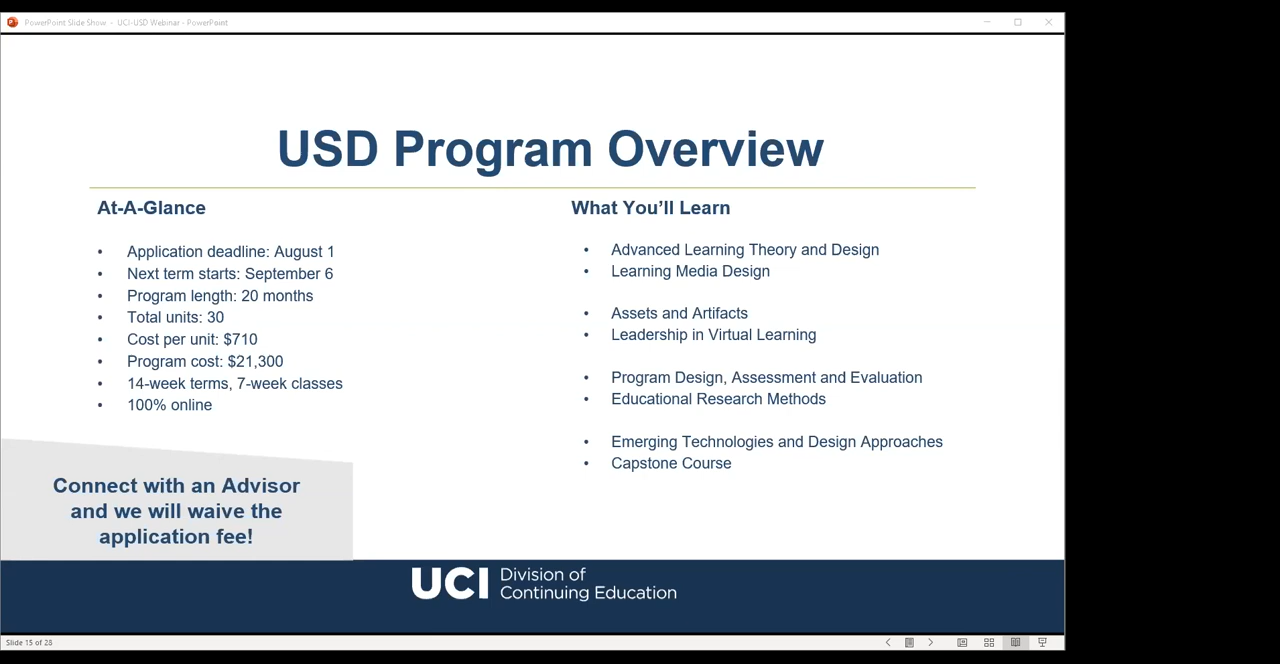 PowerPoint Slide Show - UCI-USD Webinar - PowerPoint
USD Program Overview
At-A-Glance
• Application deadline: August 1
• Next term starts: September 6
• Program length: 20 months
• Total units: 30
• Cost per unit: $710
• Program cost: $21,300
• 14-week terms, 7-week classes
• 100% online
What You’ll Learn
• Advanced Learning Theory and Design
• Learning Media Design
• Assets and Artifacts
• Leadership in Virtual Learning
• Program Design, Assessment and Evaluation
• Educational Research Methods
• Emerging Technologies and Design Approaches
• Capstone Course
Connect with an Advisor
and we will waive the
application fee!
UCI Division of
Continuing Education
Slide 15 of 28